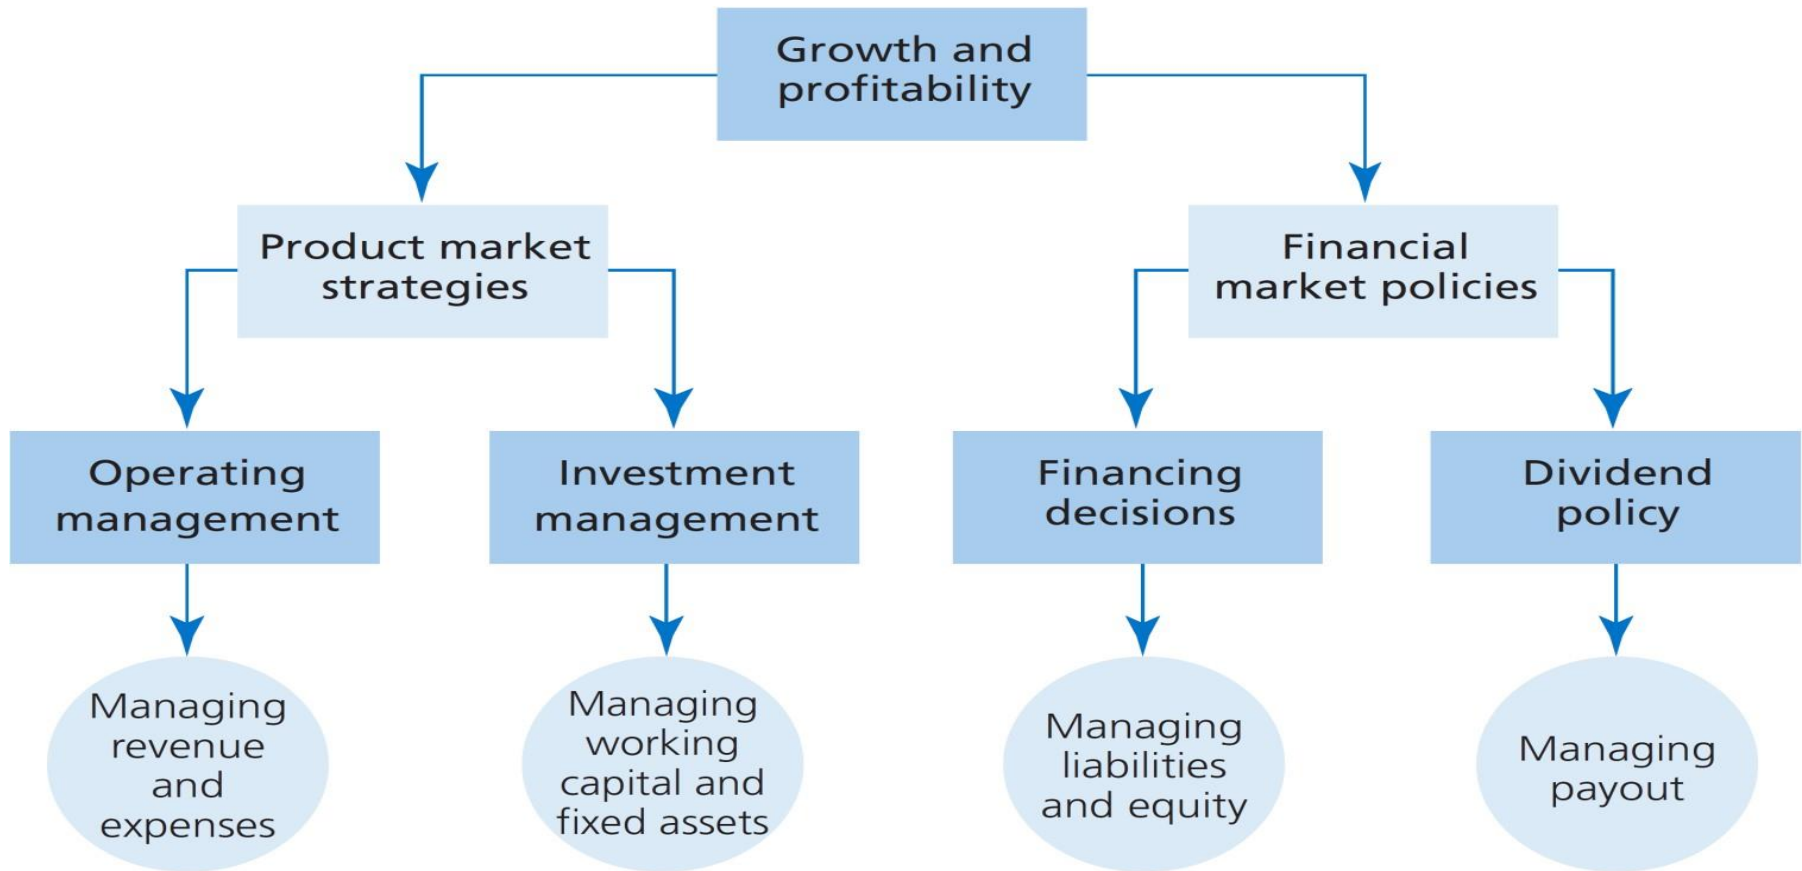 Growth and
profitability
Product market
strategies
Financial
market policies
Operating
management
Investment
management
Financing
decisions
Dividend
policy
Managing
revenue
and
expenses
Managing
working
capital and
fixed assets
Managing
liabilities
and equity
Managing
payout